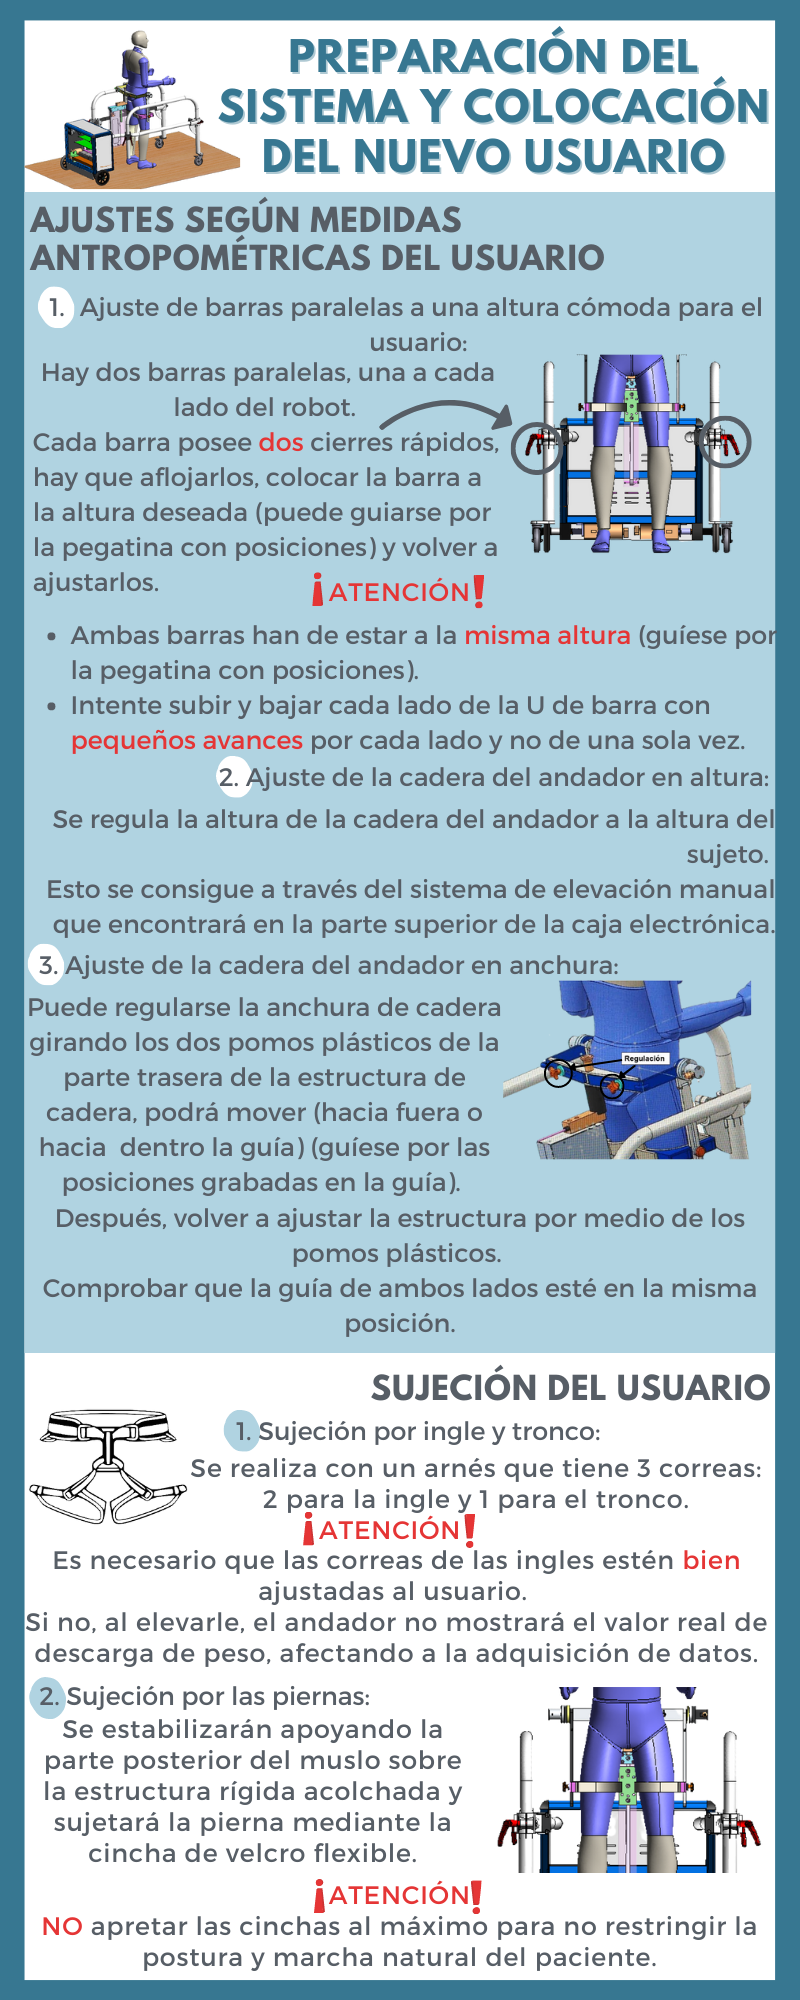 PREPARACIÓN DEL
SISTEMA Y COLOCACIÓN
DEL NUEVO USUARIO
AJUSTES SEGÚN MEDIDAS
ANTROPOMÉTRICAS DEL USUARIO
1. Ajuste de barras paralelas a una altura cómoda para el
usuario:
Hay dos barras paralelas, una a cada
lado del robot.
Cada barra posee dos cierres rápidos,
hay que aflojarlos, colocar la barra a
la altura deseada (puede guiarse por
la pegatina con posiciones) y volver a
ajustarlos.
¡ATENCIÓN!
• Ambas barras han de estar a la misma altura (guíese por
la pegatina con posiciones).
• Intente subir y bajar cada lado de la U de barra con
pequeños avances por cada lado y no de una sola vez.
2. Ajuste de la cadera del andador en altura:
Se regula la altura de la cadera del andador a la altura del
sujeto.
Esto se consigue a través del sistema de elevación manual
que encontrará en la parte superior de la caja electrónica.
3. Ajuste de la cadera del andador en anchura:
Puede regularse la anchura de cadera
girando los dos pomos plásticos de la
parte trasera de la estructura de
cadera, podrá mover (hacia fuera o
hacia dentro la guía) (guíese por las
posiciones grabadas en la guía).
Regulación
Después, volver a ajustar la estructura por medio de los
pomos plásticos.
Comprobar que la guía de ambos lados esté en la misma
posición.
SUJECIÓN DEL USUARIO
1. Sujeción por ingle y tronco:
Se realiza con un arnés que tiene 3 correas:
2 para la ingle y 1 para el tronco.
¡ATENCIÓN!
Es necesario que las correas de las ingles estén bien
ajustadas al usuario.
Si no, al elevarle, el andador no mostrará el valor real de
descarga de peso, afectando a la adquisición de datos.
2. Sujeción por las piernas:
Se estabilizarán apoyando la
parte posterior del muslo sobre
la estructura rígida acolchada y
sujetará la pierna mediante la
cincha de velcro flexible.
¡ATENCIÓN!
NO apretar las cinchas al máximo para no restringir la
postura y marcha natural del paciente.